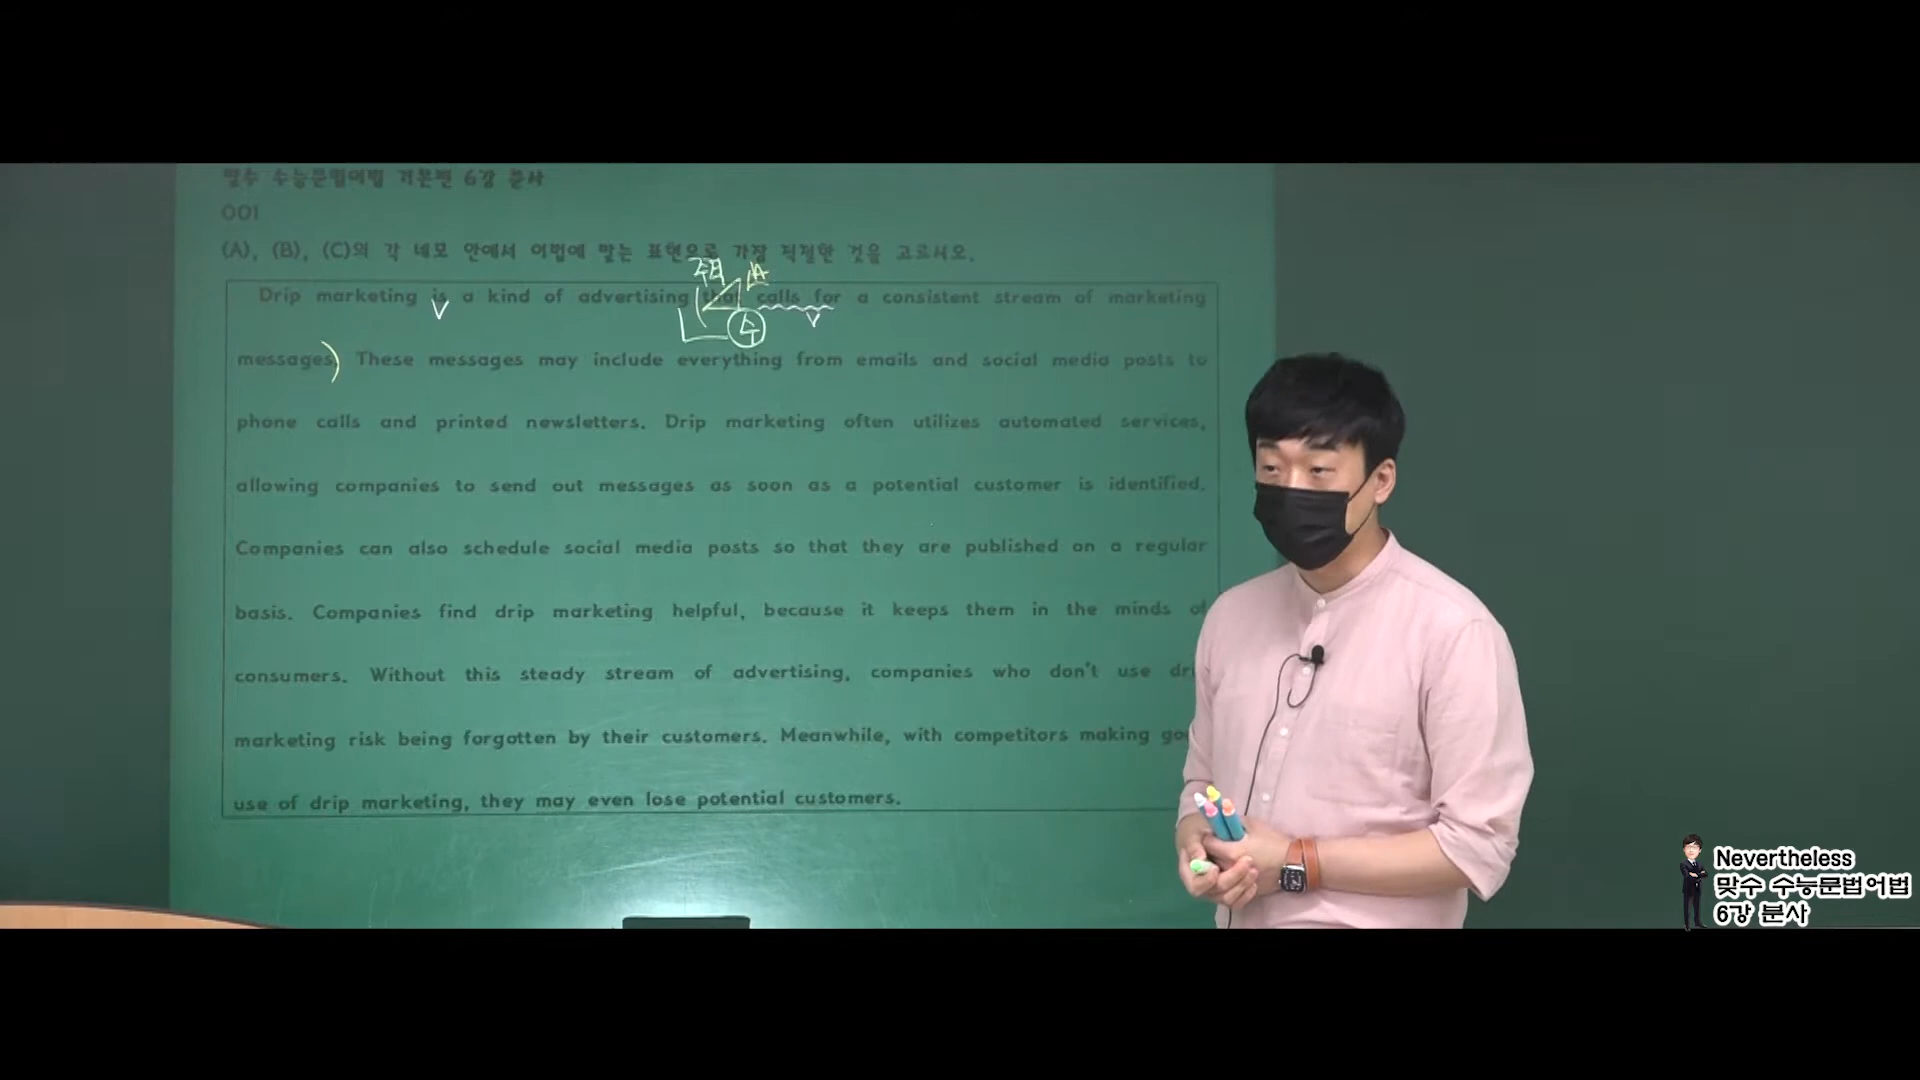 맞수 수능문법어법 기본편 6강 분사
001
(A), (B), (C)의 각 네모 안에서 어법에 맞는 표현으로 가장 적절한 것을 고르시오.
주격
Drip marketing is a kind of advertising that calls for a consistent stream of marketing
V 수 V
messages) These messages may include everything from emails and social media posts to
phone calls and printed newsletters. Drip marketing often utilizes automated services,
allowing companies to send out messages as soon as a potential customer is identified.
Companies can also schedule social media posts so that they are published on a regular
basis. Companies find drip marketing helpful, because it keeps them in the minds of
consumers. Without this steady stream of advertising, companies who don't use
marketing risk being forgotten by their customers. Meanwhile, with competitors making
use of drip marketing, they may even lose potential customers.
Nevertheless
맞수 수능문법어법
6강 분사